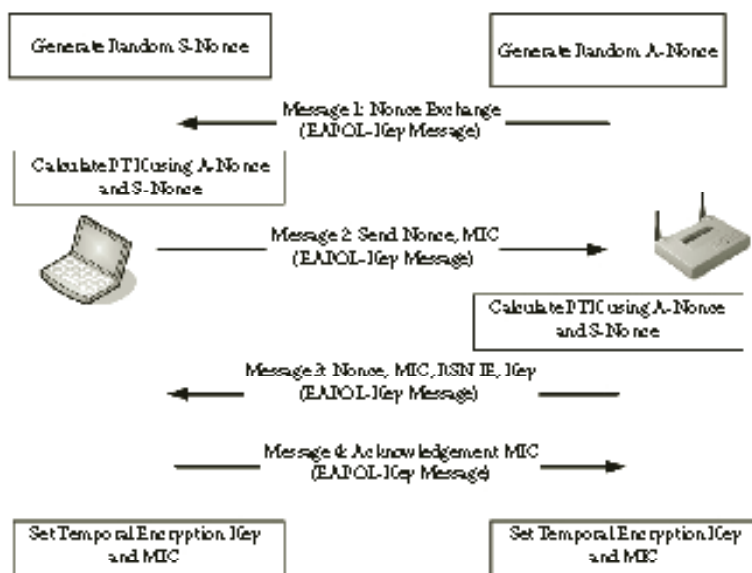 Generate Random S-Nonce
Generate Random A-Nonce
Message 1: Nonce Exchange
(EAPOL-Key Message)
Calculate PTK using A-Nonce
and S-Nonce
Message 2: Send Nonce, MIC
(EAPOL-Key Message)
Calculate PTK using A-Nonce
and S-Nonce
Message 3: Nonce, MIC, RSN IE, Key
(EAPOL-Key Message)
Message 4: Acknowledgement MIC
(EAPOL-Key Message)
Set Temporal Encryption Key
and MIC
Set Temporal Encryption Key
and MIC